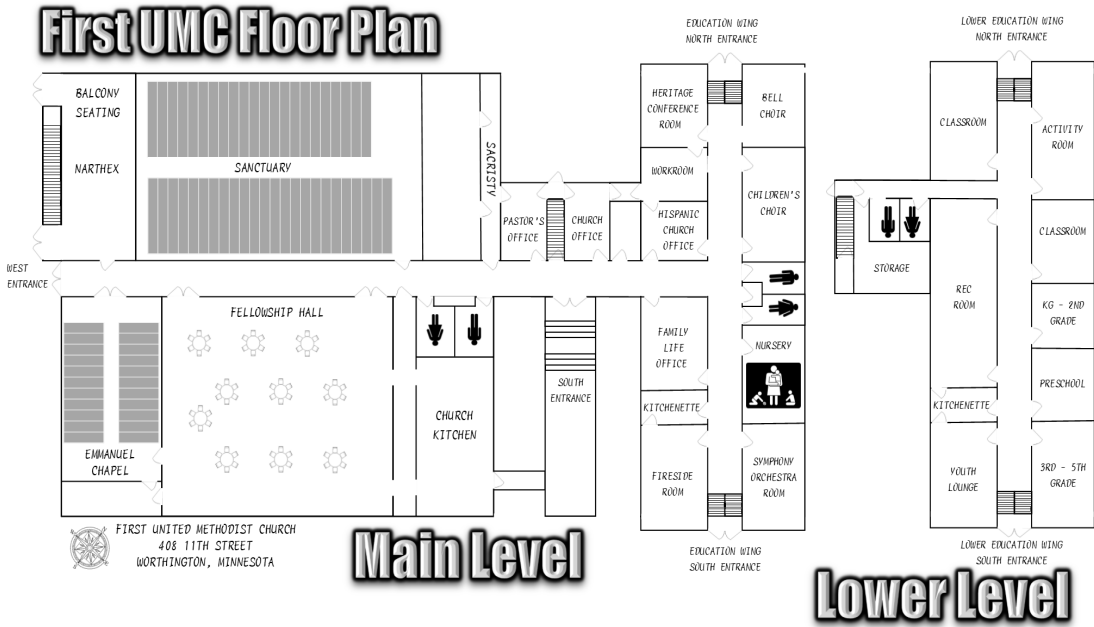 First UMC Floor Plan
EDUCATION WING
NORTH ENTRANCE
LOWER EDUCATION WING
NORTH ENTRANCE
BALCONY
SEATING
NARTHEX
SANCTUARY
SACRISTY
PASTOR'S
OFFICE
CHURCH
OFFICE
HERITAGE
CONFERENCE
ROOM
BELL
CHOIR
WORKROOM
CHILDREN'S
CHOIR
HISPANIC
CHURCH
OFFICE
CLASSROOM
ACTIVITY
ROOM
CLASSROOM
STORAGE
REC
ROOM
KG - 2ND
GRADE
PRESCHOOL
KITCHENETTE
YOUTH
LOUNGE
3RD - 5TH
GRADE
WEST
ENTRANCE
FELLOWSHIP HALL
FAMILY
LIFE
OFFICE
NURSERY
SOUTH
ENTRANCE
CHURCH
KITCHEN
KITCHENETTE
EMMANUEL
CHAPEL
FIRESIDE
ROOM
SYMPHONY
ORCHESTRA
ROOM
FIRST UNITED METHODIST CHURCH
408 11TH STREET
WORTHINGTON, MINNESOTA
Main Level
EDUCATION WING
SOUTH ENTRANCE
LOWER EDUCATION WING
SOUTH ENTRANCE
Lower Level